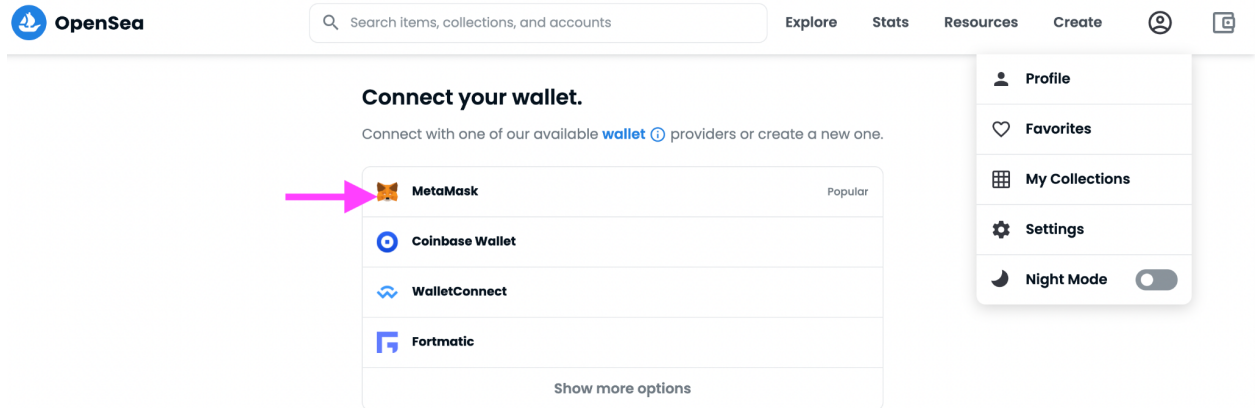 OpenSea
Search items, collections, and accounts
Explore
Stats
Resources
Create
Connect your wallet.
Connect with one of our available wallet providers or create a new one.
MetaMask
Popular
Coinbase Wallet
WalletConnect
Fortmatic
Show more options
Profile
Favorites
My Collections
Settings
Night Mode